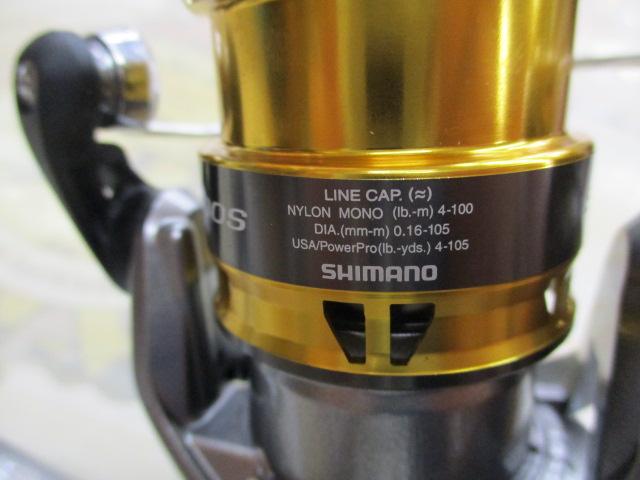 LINE CAP. (≈)
NYLON MONO (lb.-m) 4-100
DIA.(mm-m) 0.16-105
USA/PowerPro(lb.-yds.) 4-105
SHIMANO